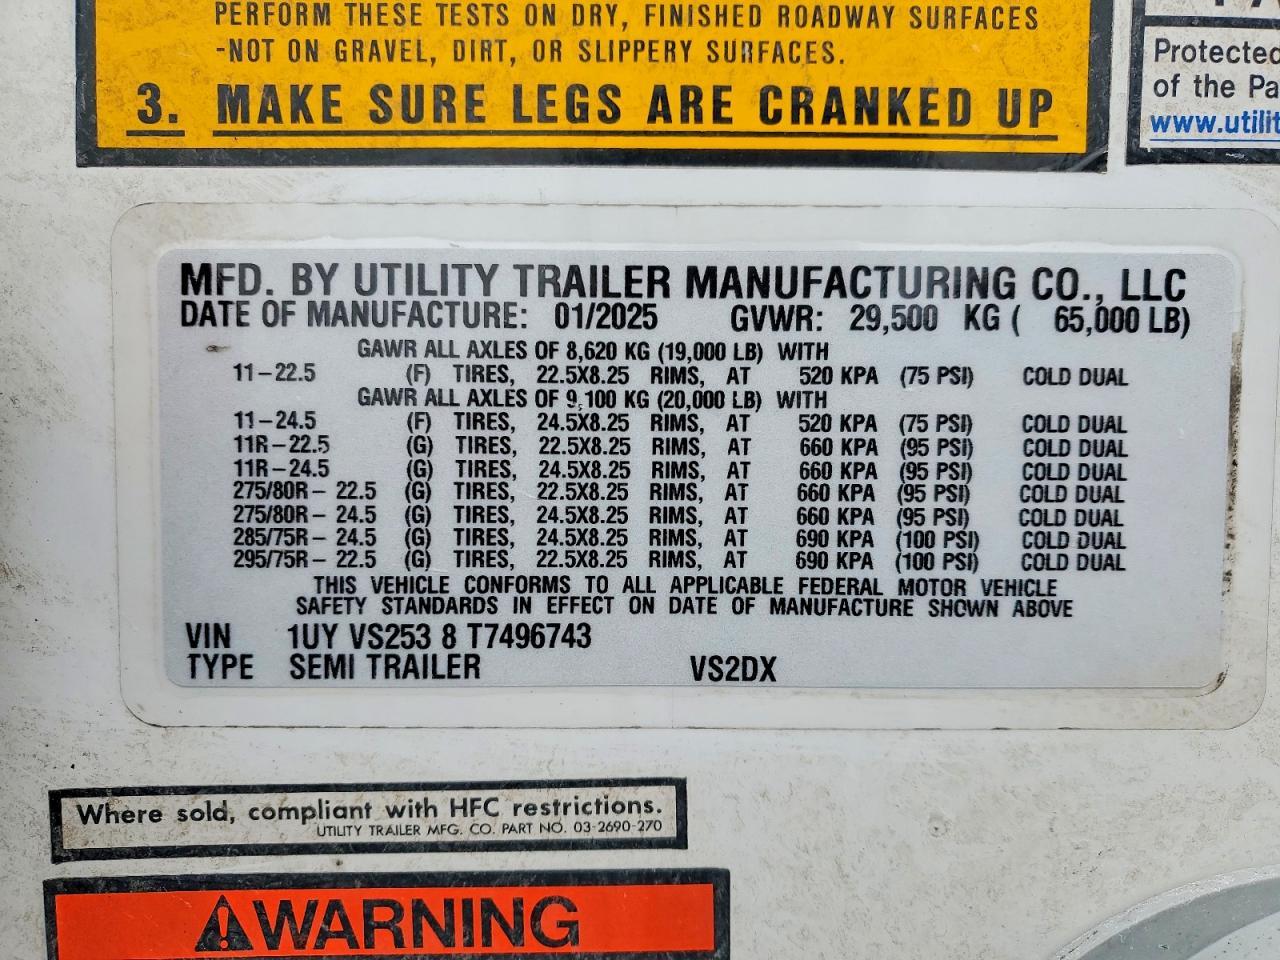 PERFORM THESE TESTS ON DRY, FINISHED ROADWAY SURFACES
-NOT ON GRAVEL, DIRT, OR SLIPPERY SURFACES.
3. MAKE SURE LEGS ARE CRANKED UP
Protected
of the Pa
www.utilit
MFD. BY UTILITY TRAILER MANUFACTURING CO., LLC
DATE OF MANUFACTURE: 01/2025 GVWR: 29,500 KG ( 65,000 LB)
GAWR ALL AXLES OF 8,620 KG (19,000 LB) WITH
11-22.5 (F) TIRES, 22.5X8.25 RIMS, AT 520 KPA (75 PSI) COLD DUAL
GAWR ALL AXLES OF 9,100 KG (20,000 LB) WITH
11-24.5 (F) TIRES, 24.5X8.25 RIMS, AT 520 KPA (75 PSI) COLD DUAL
11R-22.5 (G) TIRES, 22.5X8.25 RIMS, AT 660 KPA (95 PSI) COLD DUAL
11R-24.5 (G) TIRES, 24.5X8.25 RIMS, AT 660 KPA (95 PSI) COLD DUAL
275/80R- 22.5 (G) TIRES, 22.5X8.25 RIMS, AT 660 KPA (95 PSI) COLD DUAL
275/80R- 24.5 (G) TIRES, 24.5X8.25 RIMS, AT 660 KPA (95 PSI) COLD DUAL
285/75R- 24.5 (G) TIRES, 24.5X8.25 RIMS, AT 690 KPA (100 PSI) COLD DUAL
295/75R- 22.5 (G) TIRES, 22.5X8.25 RIMS, AT 690 KPA (100 PSI) COLD DUAL
THIS VEHICLE CONFORMS TO ALL APPLICABLE FEDERAL MOTOR VEHICLE
SAFETY STANDARDS IN EFFECT ON DATE OF MANUFACTURE SHOWN ABOVE
VIN 1UY VS253 8 T7496743
TYPE SEMI TRAILER VS2DX
Where sold, compliant with HFC restrictions.
UTILITY TRAILER MFG. CO. PART NO. 03-2690-270
WARNING